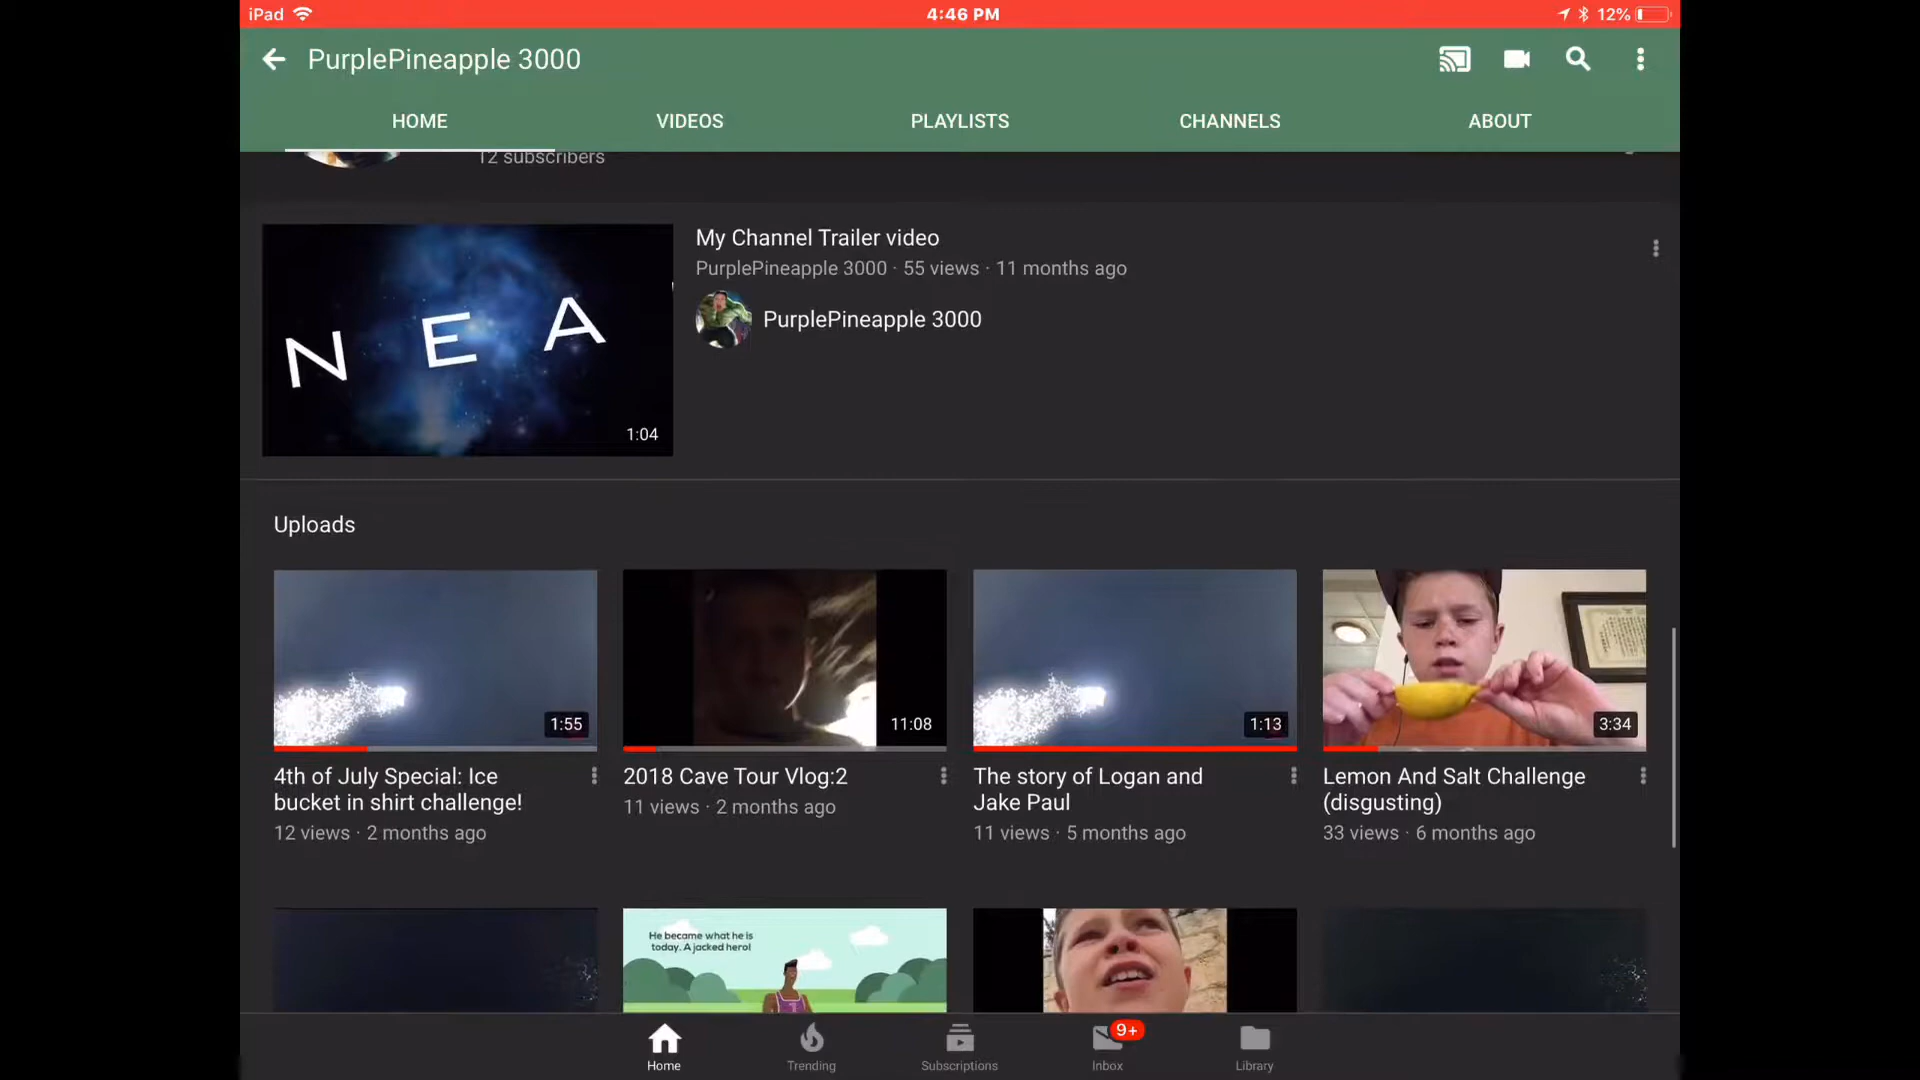 iPad 4:46 PM 12%
PurplePineapple 3000
HOME VIDEOS PLAYLISTS CHANNELS ABOUT
12 subscribers
My Channel Trailer video
PurplePineapple 3000 · 55 views · 11 months ago
PurplePineapple 3000
N E A
1:04
Uploads
1:55
11:08
1:13
3:34
4th of July Special: Ice
bucket in shirt challenge!
12 views · 2 months ago
2018 Cave Tour Vlog:2
11 views · 2 months ago
The story of Logan and
Jake Paul
11 views · 5 months ago
Lemon And Salt Challenge
(disgusting)
33 views · 6 months ago
He became what he is
today. A jacked hero!
9+
Home Trending Subscriptions Inbox Library